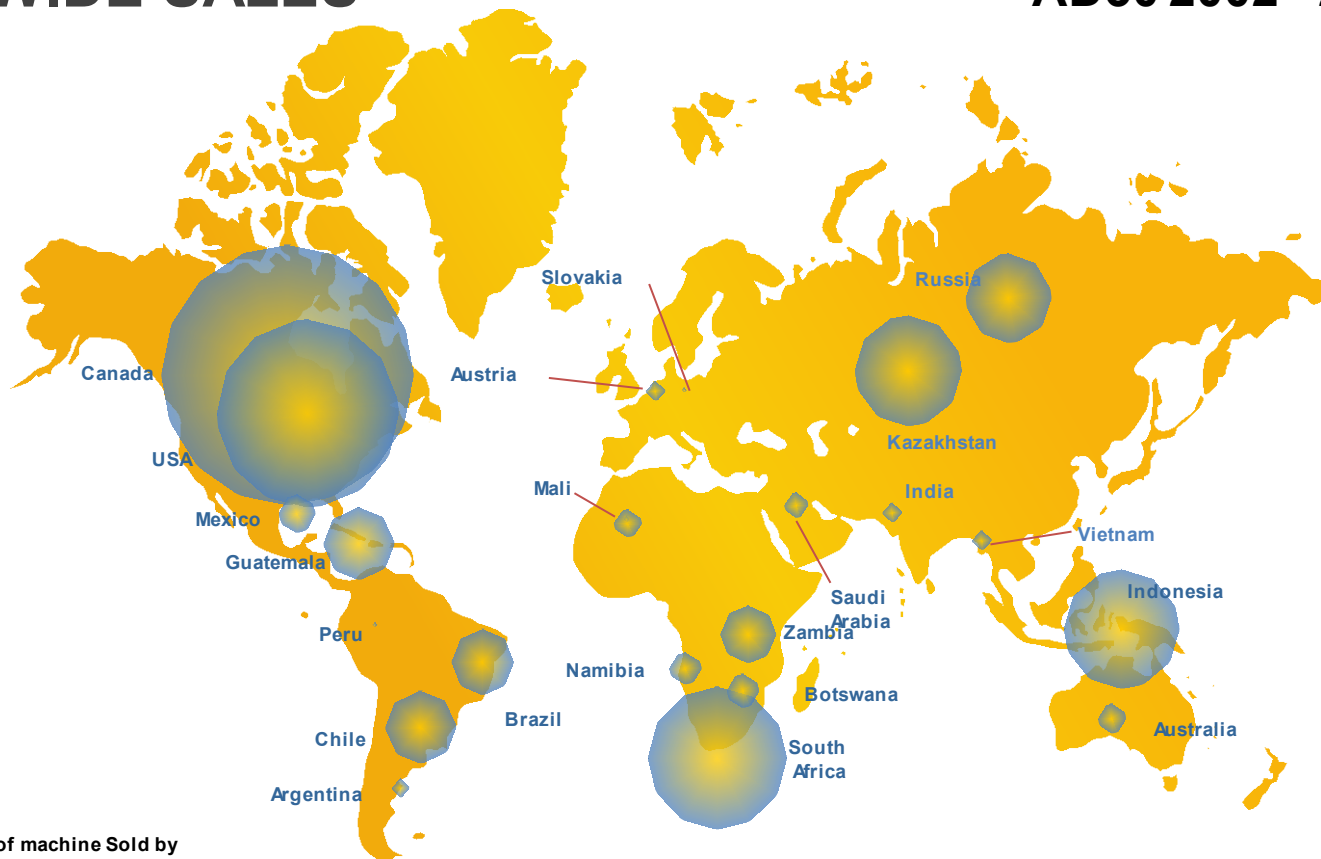 Slovakia
Russia
Canada
Austria
Kazakhstan
USA
Mali
India
Mexico
Vietnam
Guatemala
Indonesia
Saudi
Arabia
Peru
Zambia
Namibia
Botswana
Brazil
Australia
Chile
South
Africa
Argentina
of machine Sold by